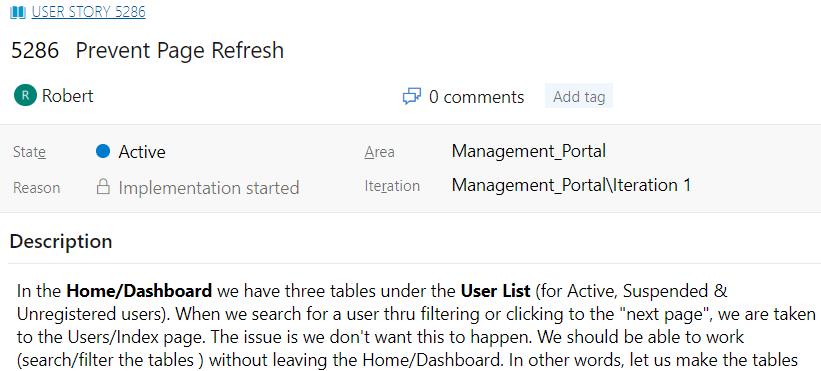 USER STORY 5286
5286 Prevent Page Refresh
R Robert 0 comments Add tag
State Active Area Management_Portal
Reason Implementation started Iteration Management_Portal\Iteration 1
Description
In the Home/Dashboard we have three tables under the User List (for Active, Suspended &
Unregistered users). When we search for a user thru filtering or clicking to the "next page", we are taken
to the Users/Index page. The issue is we don't want this to happen. We should be able to work
(search/filter the tables ) without leaving the Home/Dashboard. In other words, let us make the tables